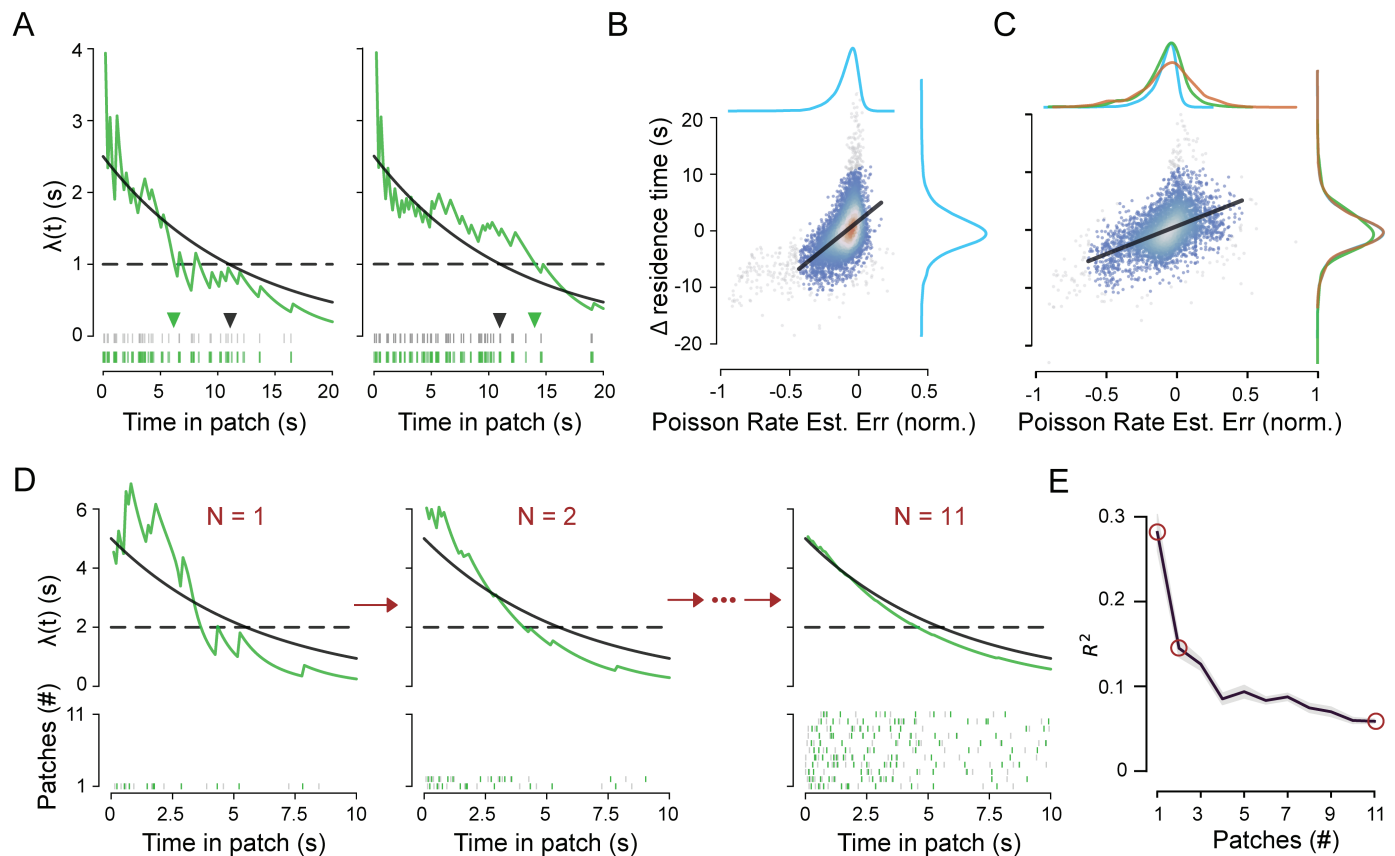 A
B
C
4
3
2
1
0
λ(t) (s)
0 5 10 15 20
Time in patch (s)
0 5 10 15 20
Time in patch (s)
20
10
0
-10
-20
Δ residence time (s)
-1 -0.5 0 0.5
Poisson Rate Est. Err (norm.)
-1 -0.5 0 0.5 1
Poisson Rate Est. Err (norm.)
D
E
6
4
2
0
λ(t) (s)
N = 1
N = 2
N = 11
Patches (#)
11
1
0 2.5 5 7.5 10
Time in patch (s)
0 2.5 5 7.5 10
Time in patch (s)
0 2.5 5 7.5 10
Time in patch (s)
0.3
0.2
0.1
0
R²
1 3 5 7 9 11
Patches (#)